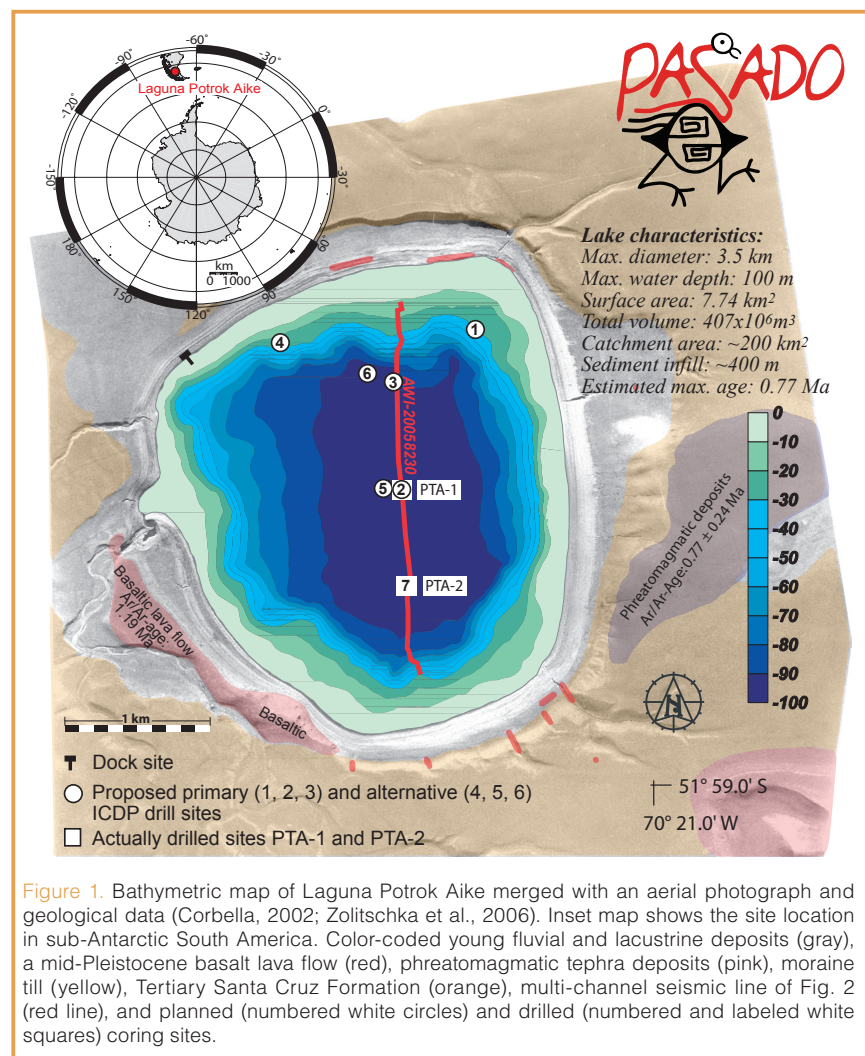 -60°
-90°
-30°
Laguna Potrok Aike
-120°
0°
-150
-30°
180°
60°
km
0 1000
150°
90
120°
PASADO
Lake characteristics:
Max. diameter: 3.5 km
Max. water depth: 100 m
Surface area: 7.74 km²
Total volume: 407x10⁶m³
Catchment area: ~200 km²
Sediment infill: ~400 m
Estimated max. age: 0.77 Ma
1
4
6
3
AWI-20058230
5
2
PTA-1
7
PTA-2
0
-10
-20
-30
-40
-50
-60
-70
-80
-90
-100
Phreatomagmatic deposits
Ar/Ar-Age:0.77 ± 0.24 Ma
Basaltic lava flow
Ar/Ar-age:
1.19 Ma
Basaltic
N
1 km
Dock site
Proposed primary (1, 2, 3) and alternative (4, 5, 6)
ICDP drill sites
Actually drilled sites PTA-1 and PTA-2
51° 59.0' S
70° 21.0' W
Figure 1. Bathymetric map of Laguna Potrok Aike merged with an aerial photograph and
geological data (Corbella, 2002; Zolitschka et al., 2006). Inset map shows the site location
in sub-Antarctic South America. Color-coded young fluvial and lacustrine deposits (gray),
a mid-Pleistocene basalt lava flow (red), phreatomagmatic tephra deposits (pink), moraine
till (yellow), Tertiary Santa Cruz Formation (orange), multi-channel seismic line of Fig. 2
(red line), and planned (numbered white circles) and drilled (numbered and labeled white
squares) coring sites.